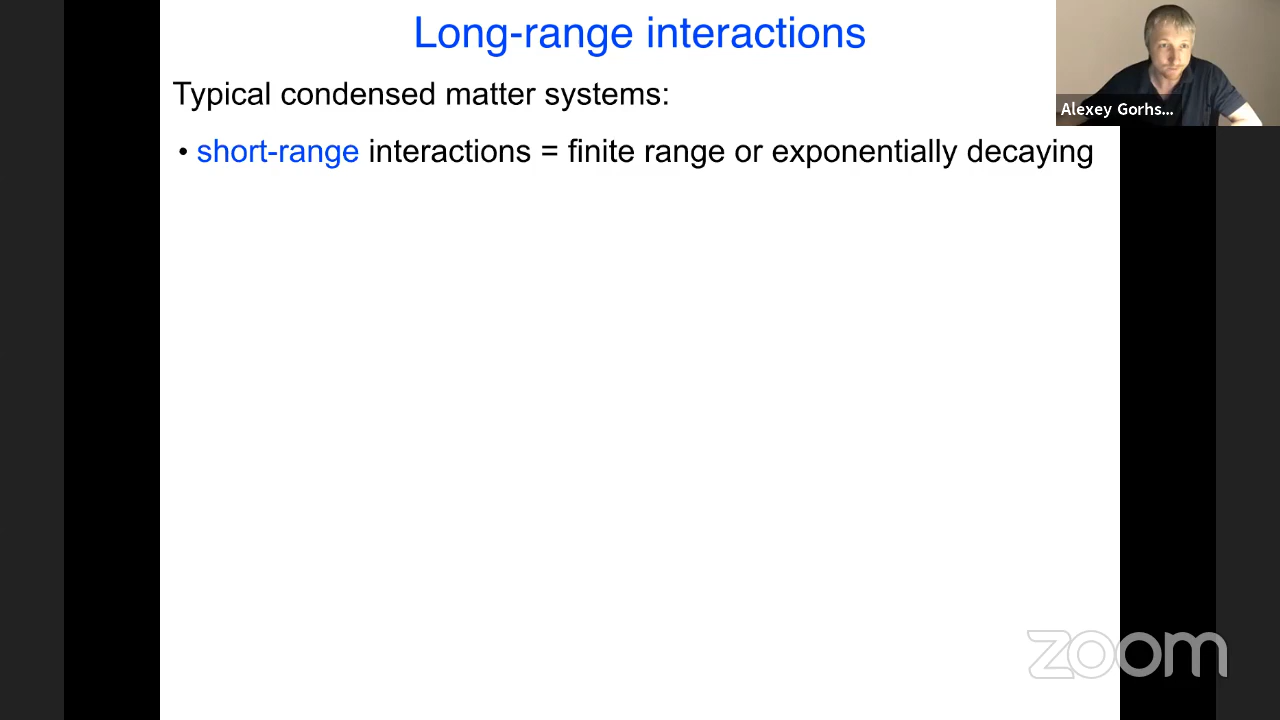 Long-range interactions
Typical condensed matter systems:
• short-range interactions = finite range or exponentially decaying
Alexey Gorhs...
zoom